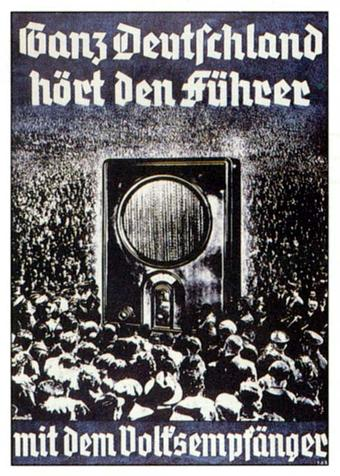 Ganz Deutschland
hört den Führer
mit dem Volksempfänger